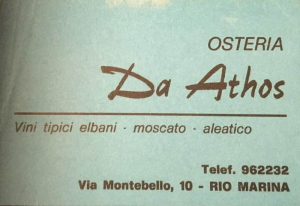 OSTERIA
Da Athos
Vini tipici elbani · moscato · aleatico
Telef. 962232
Via Montebello, 10 - RIO MARINA